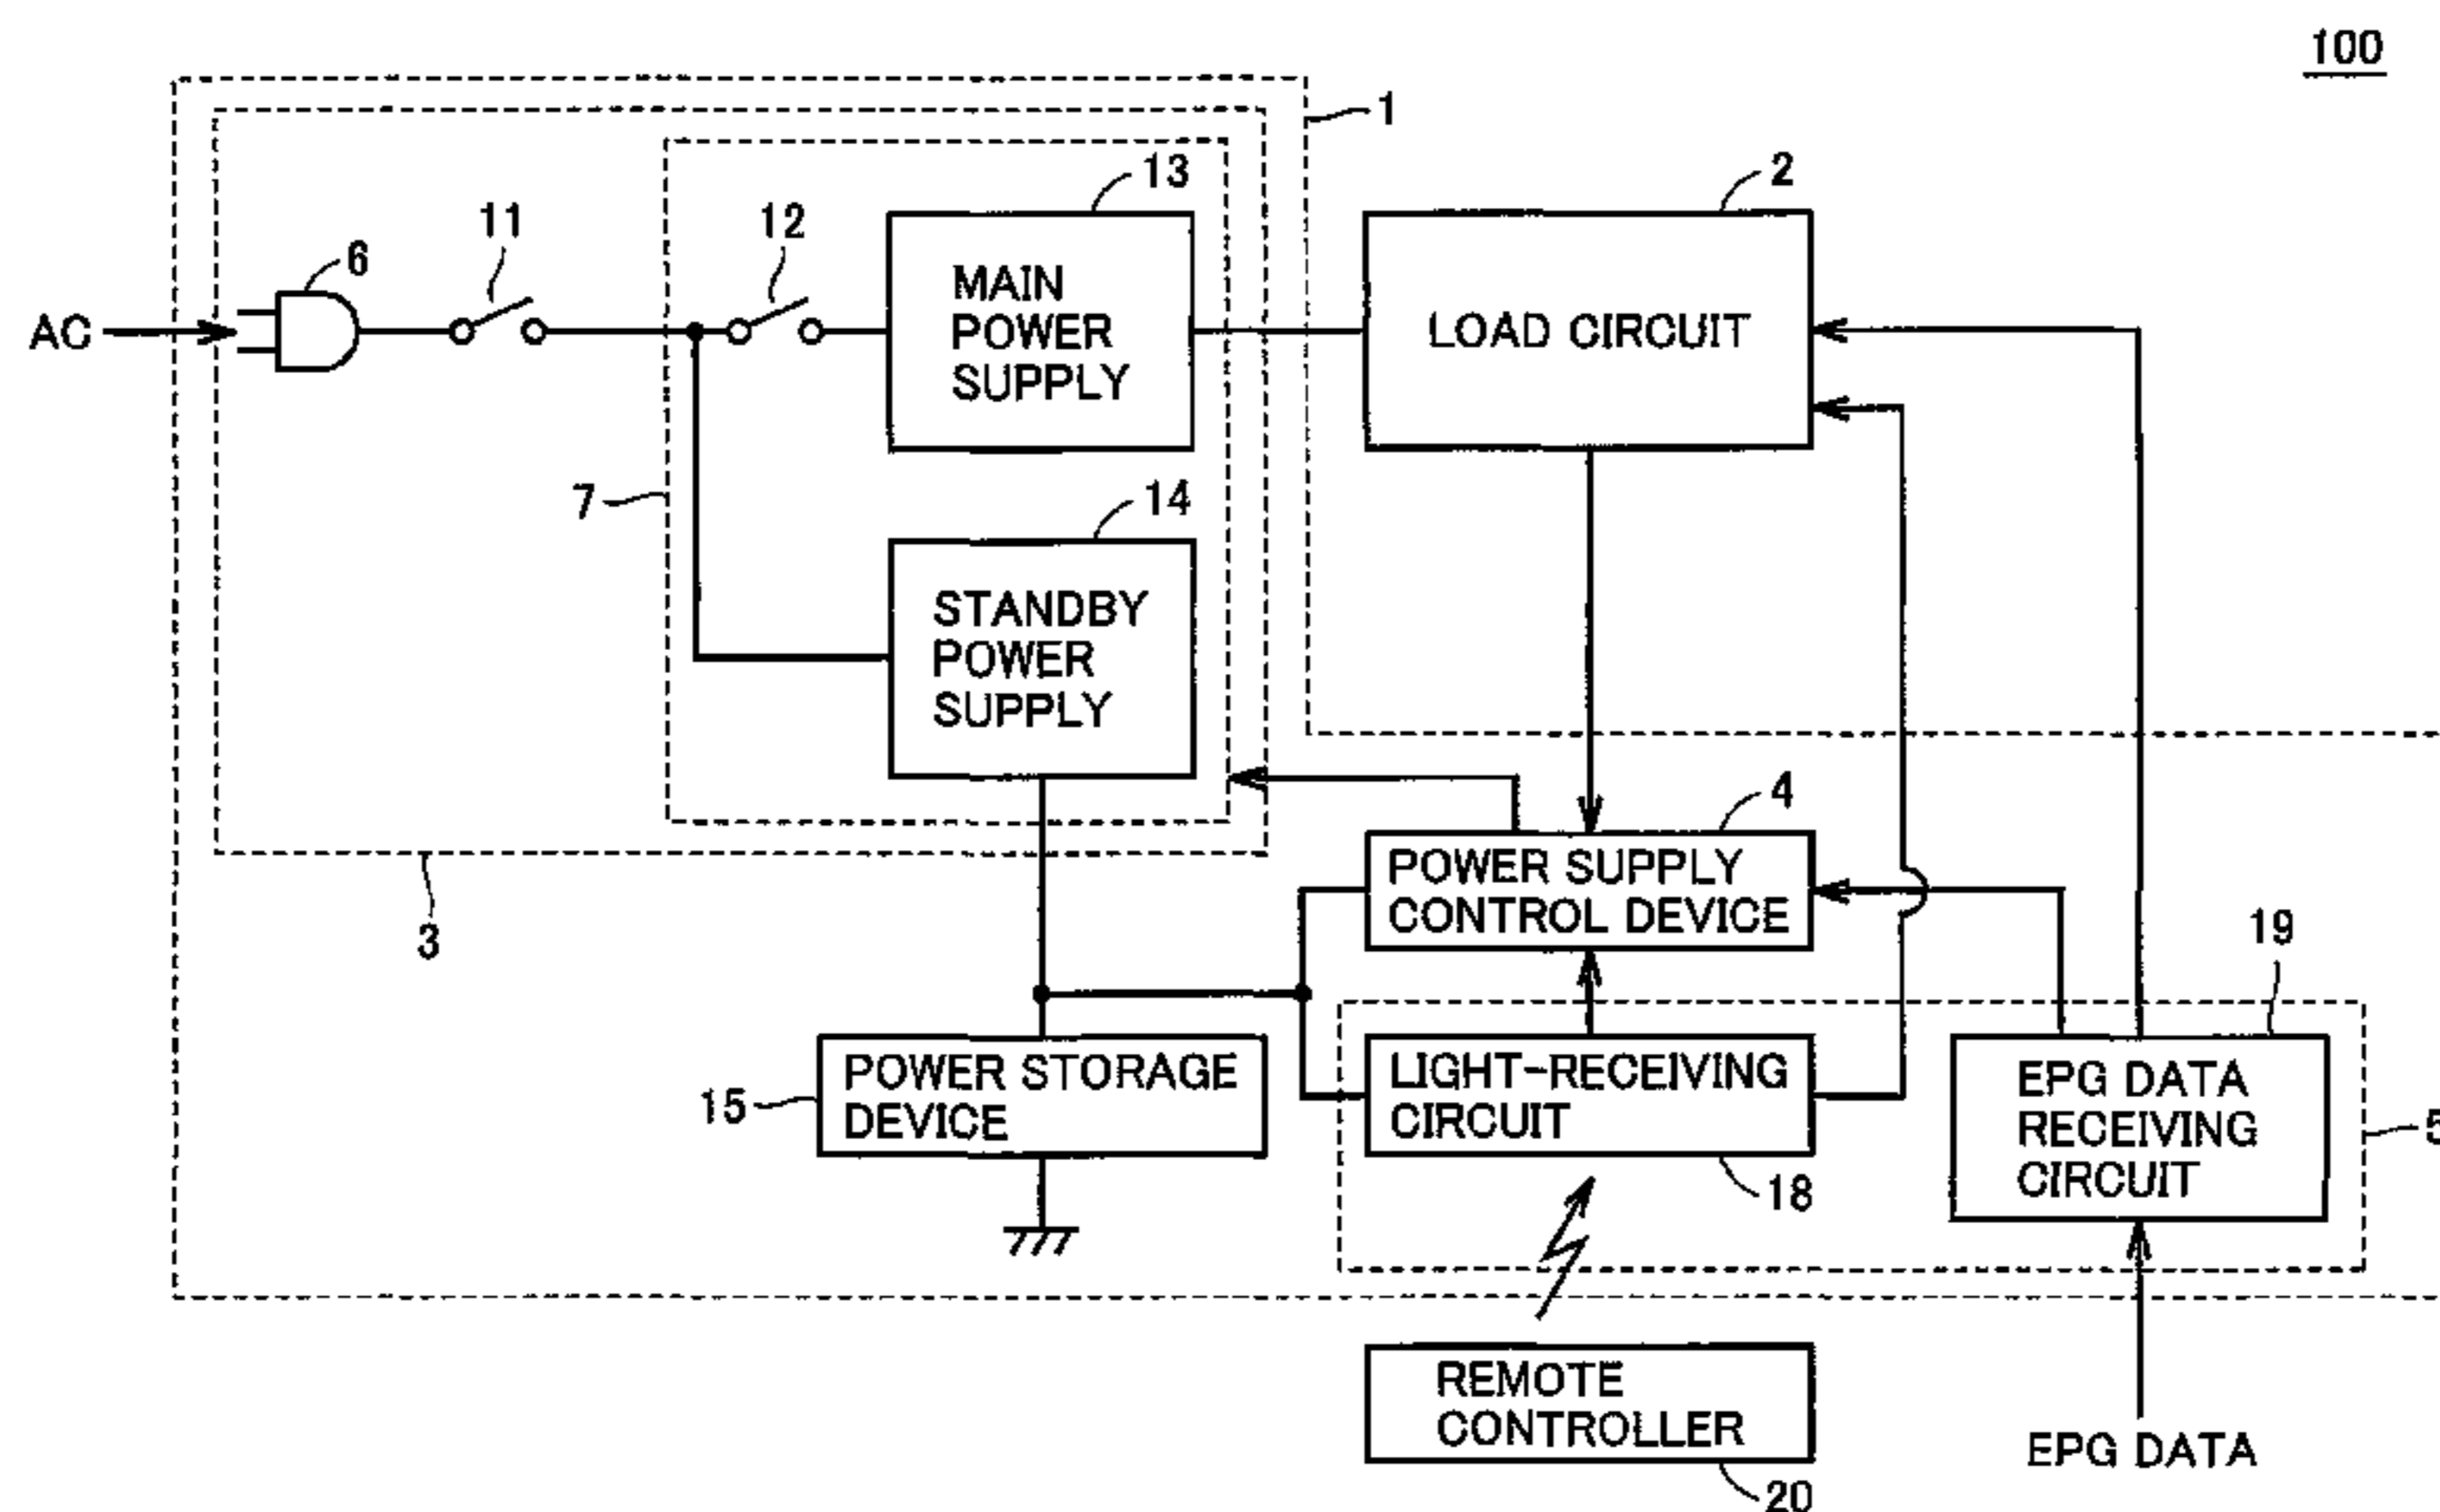 100
1
13
2
11
12
6
MAIN
POWER
SUPPLY
AC
LOAD CIRCUIT
7
14
STANDBY
POWER
SUPPLY
4
POWER SUPPLY
CONTROL DEVICE
3
19
15
POWER STORAGE
DEVICE
LIGHT-RECEIVING
CIRCUIT
EPG DATA
RECEIVING
CIRCUIT
5
18
REMOTE
CONTROLLER
EPG DATA
20